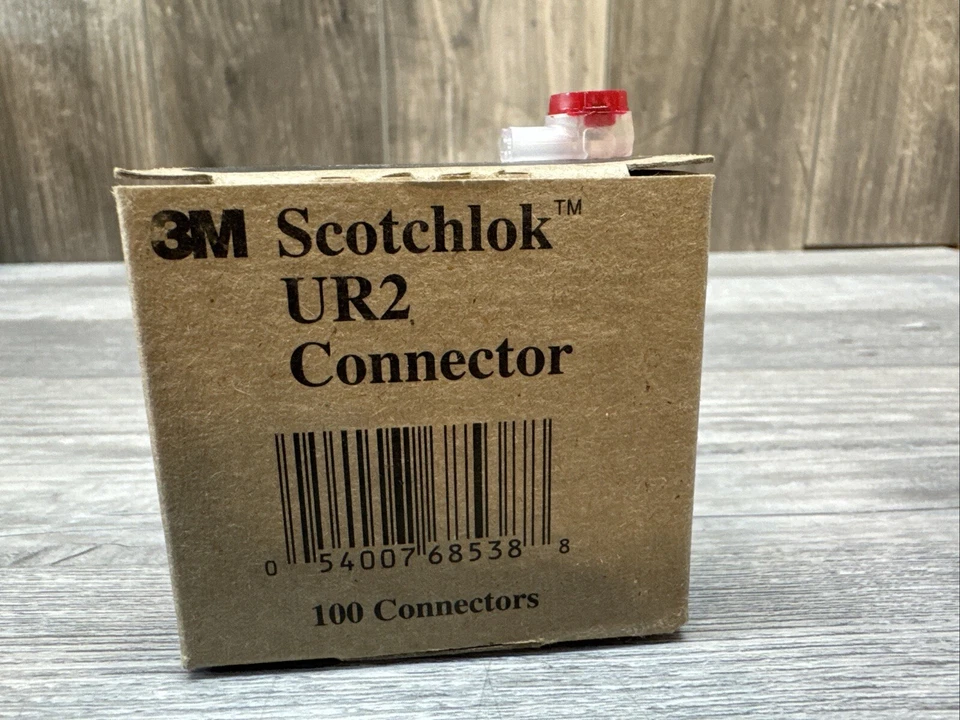 3M Scotchlok™
UR2
Connector
0 54007 68538 8
100 Connectors